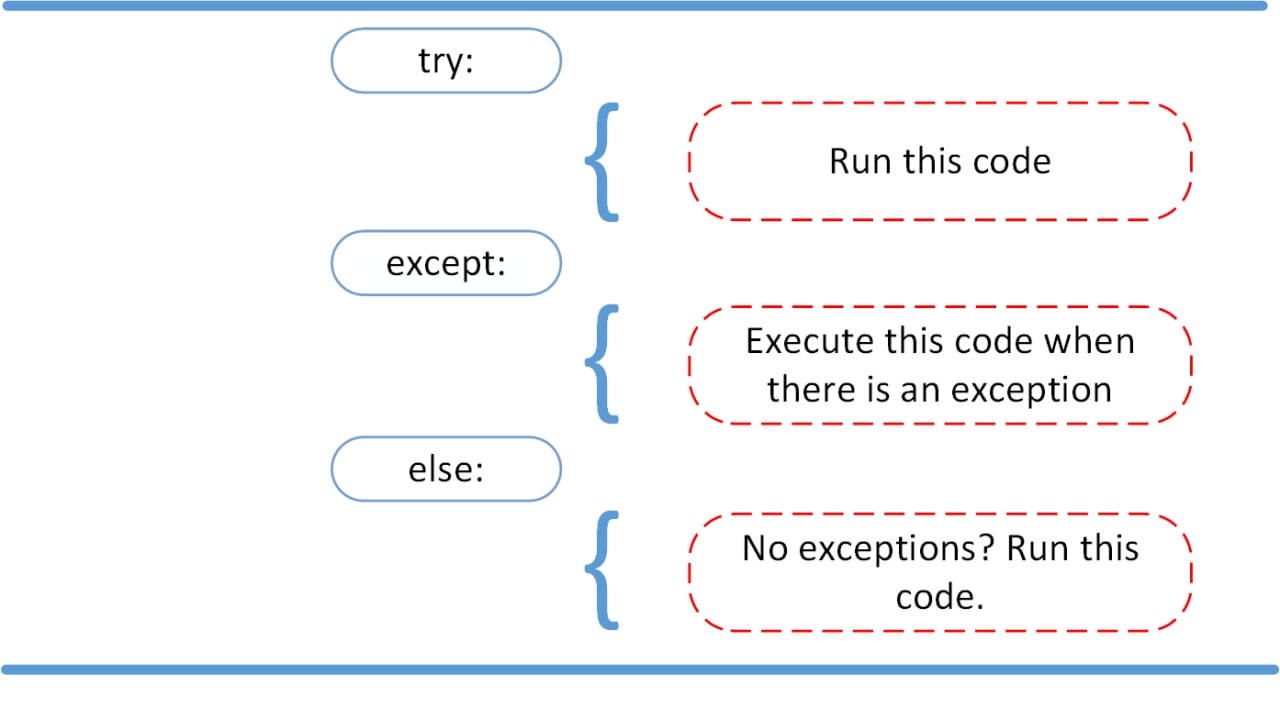 try:
Run this code
except:
Execute this code when
there is an exception
else:
No exceptions? Run this
code.